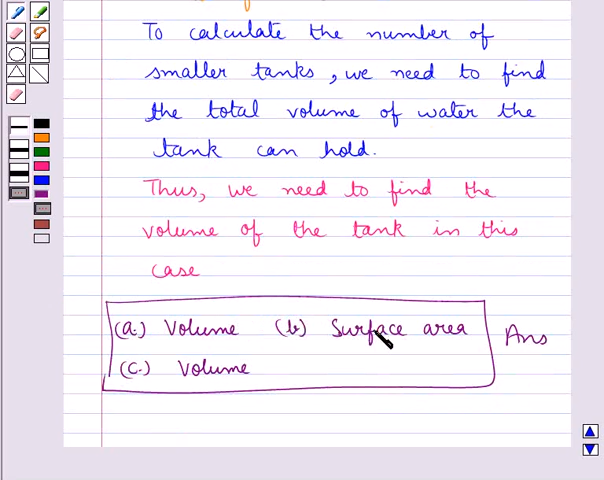 To calculate the number of
smaller tanks, we need to find
the total volume of water the
tank can hold.
Thus, we need to find the
volume of the tank in this
case
(a.) Volume (b) Surface area Ans
(c.) Volume